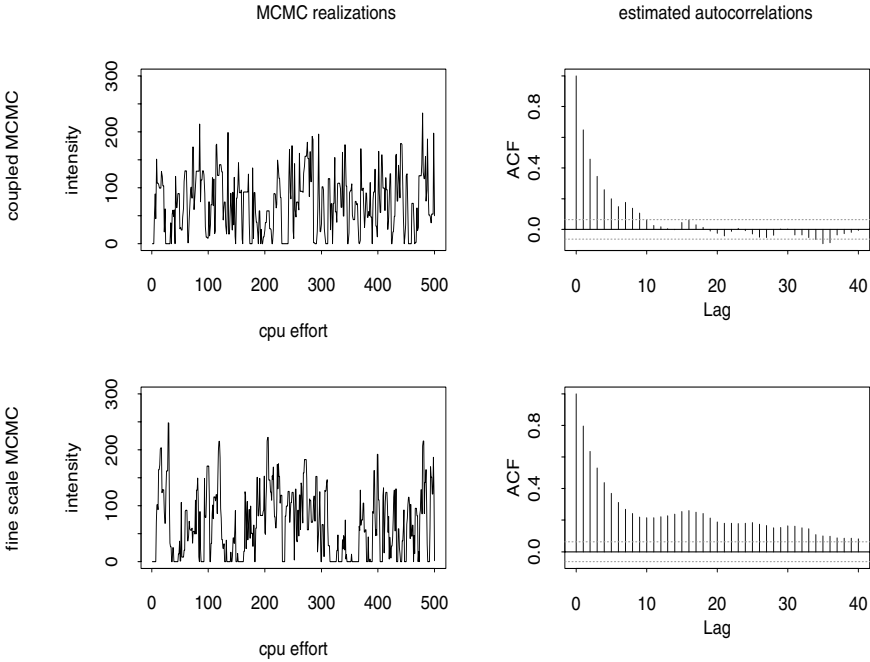 MCMC realizations
estimated autocorrelations
coupled MCMC
intensity
300
200
100
0
0 100 200 300 400 500
cpu effort
ACF
0.8
0.4
0.0
0 10 20 30 40
Lag
fine scale MCMC
intensity
300
200
100
0
0 100 200 300 400 500
cpu effort
ACF
0.8
0.4
0.0
0 10 20 30 40
Lag